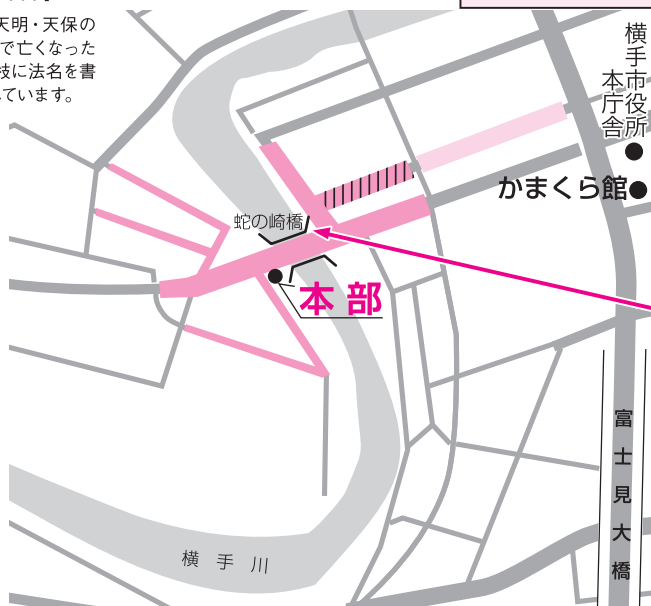 天明・天保の
で亡くなった
枝に法名を書
ています。
横手市役所
本庁舎
かまくら館
蛇の崎橋
本部
富士見大橋
横手川